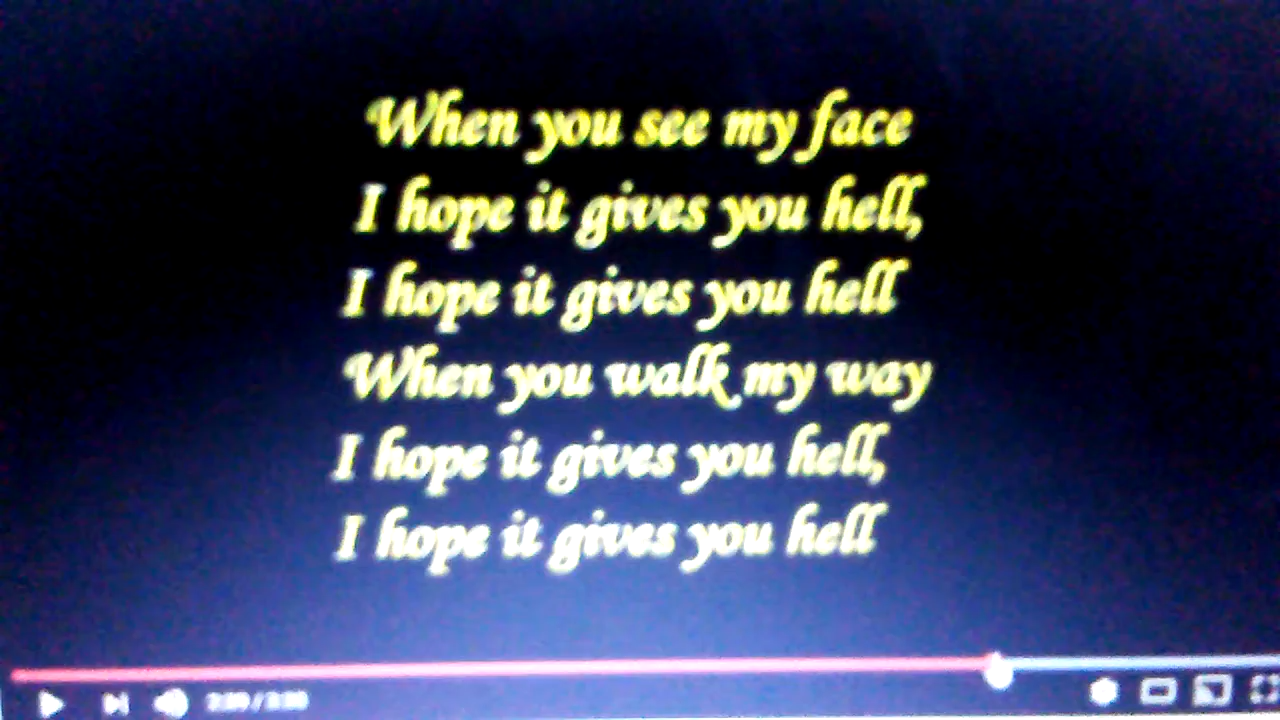 When you see my face
I hope it gives you hell,
I hope it gives you hell
When you walk my way
I hope it gives you hell,
I hope it gives you hell